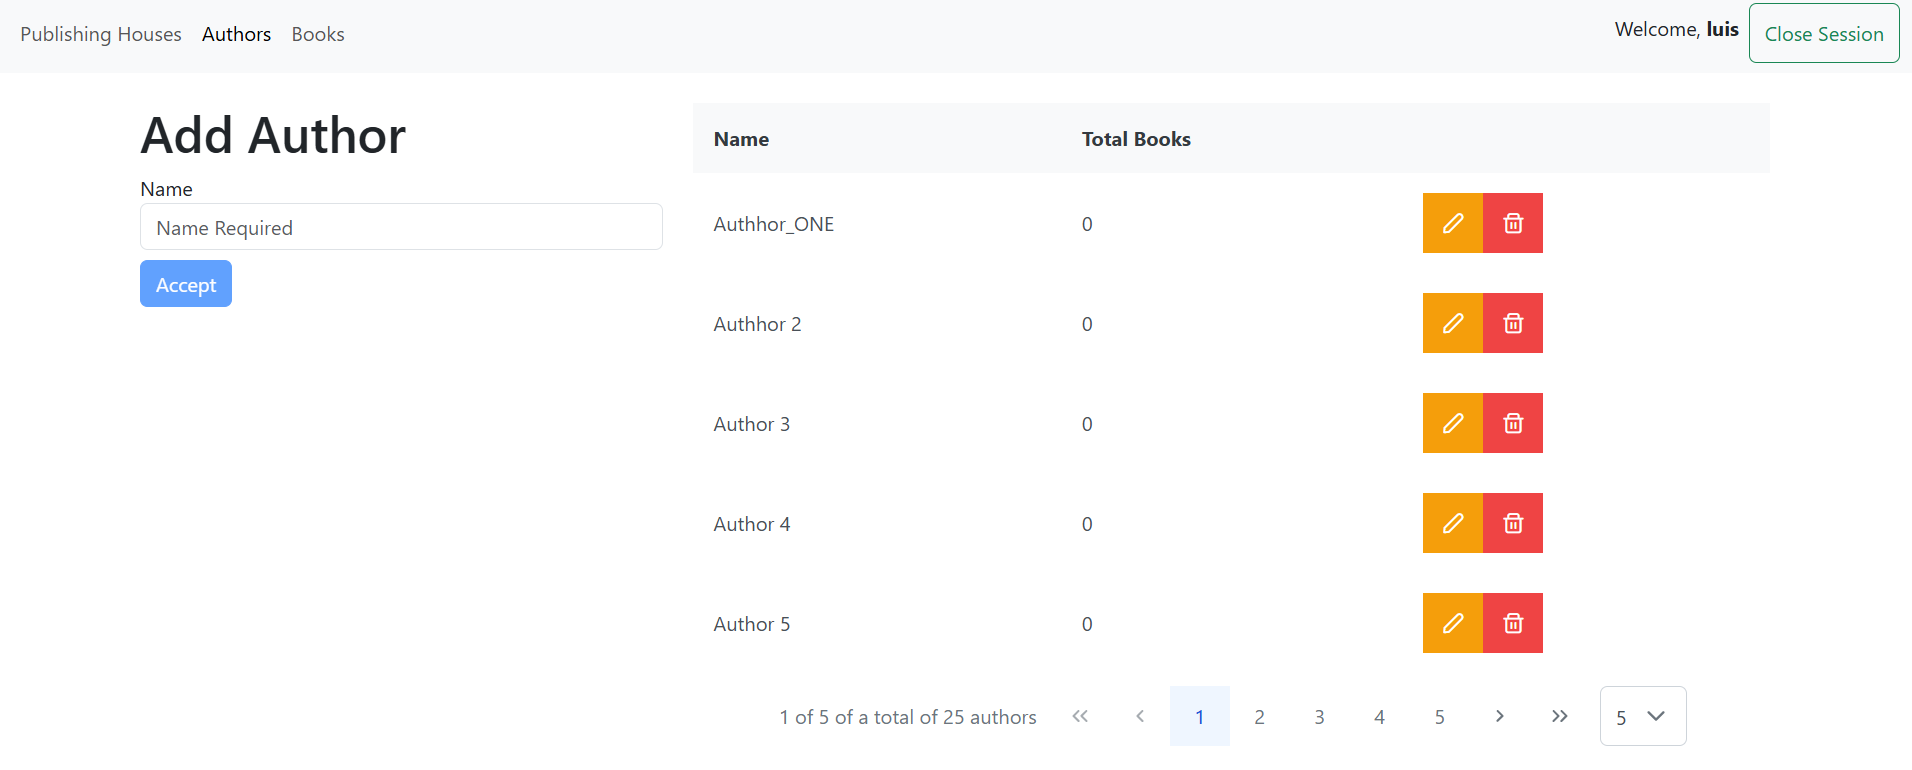 Publishing Houses Authors Books Welcome, luis Close Session
Add Author
Name
Name Required
Accept
Name Total Books
Authhor_ONE 0
Authhor 2 0
Author 3 0
Author 4 0
Author 5 0
1 of 5 of a total of 25 authors « ‹ 1 2 3 4 5 › » 5